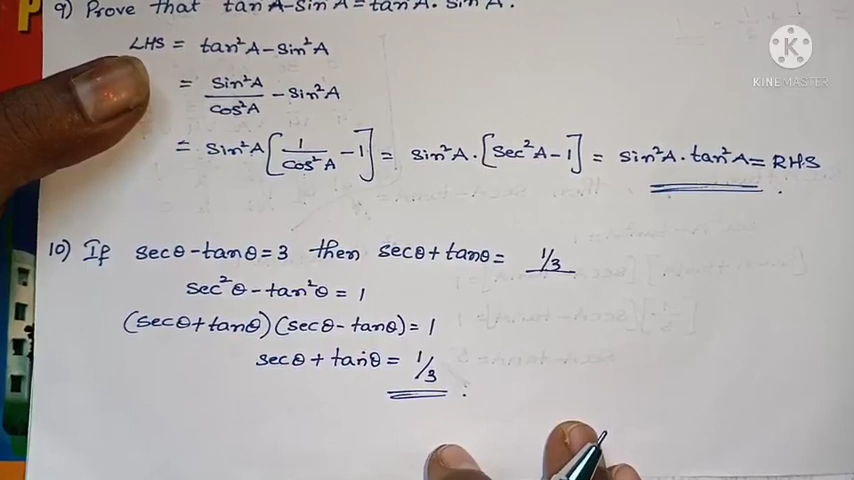 9) Prove that tan²A-sin²A=tan²A. sin²A.
LHS = tan²A-sin²A
= sin²A/cos²A - sin²A
= sin²A[1/cos²A - 1] = sin²A.[sec²A-1] = sin²A.tan²A= RHS
10) If secθ-tanθ=3 then secθ+tanθ= 1/3
sec²θ-tan²θ=1
(secθ+tanθ)(secθ-tanθ)=1
secθ+tanθ= 1/3
K
KINEMASTER